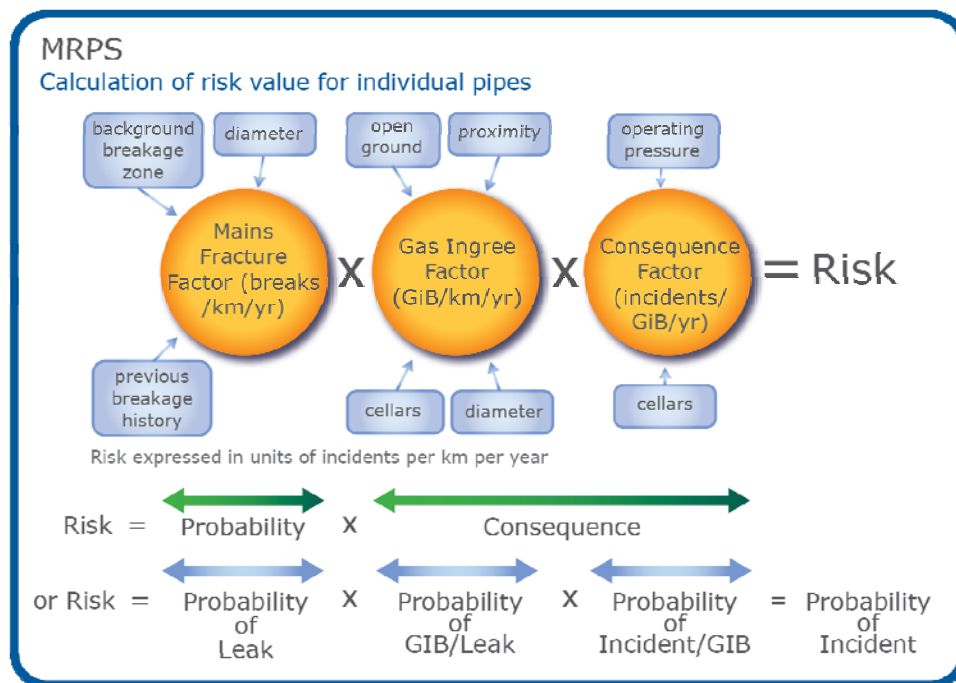 MRPS
Calculation of risk value for individual pipes
background
breakage
zone
diameter
open
ground
proximity
operating
pressure
Mains
Fracture
Factor (breaks
/km/yr)
x
Gas Ingree
Factor
(GiB/km/yr)
x
Consequence
Factor
(incidents/
GiB/yr)
= Risk
previous
breakage
history
cellars
diameter
cellars
Risk expressed in units of incidents per km per year
Risk = Probability x Consequence
or Risk = Probability x Probability x Probability = Probability
of of of of
Leak GIB/Leak Incident/GIB Incident